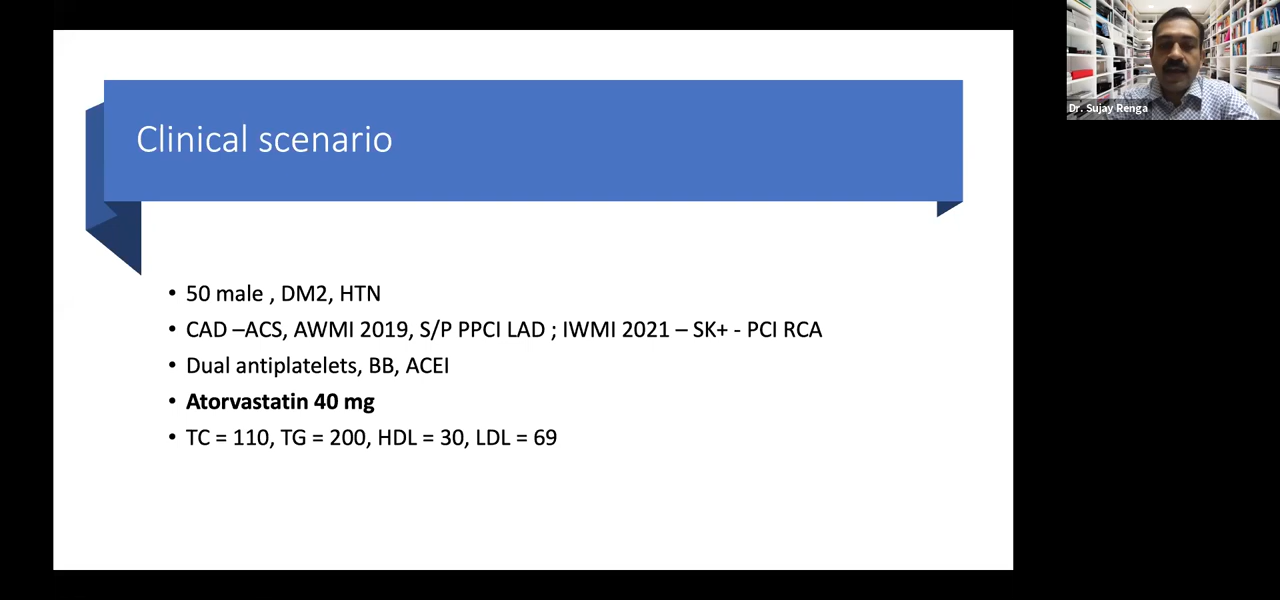 Clinical scenario
• 50 male , DM2, HTN
• CAD –ACS, AWMI 2019, S/P PPCI LAD ; IWMI 2021 – SK+ - PCI RCA
• Dual antiplatelets, BB, ACEI
• Atorvastatin 40 mg
• TC = 110, TG = 200, HDL = 30, LDL = 69
Dr. Sujay Renga